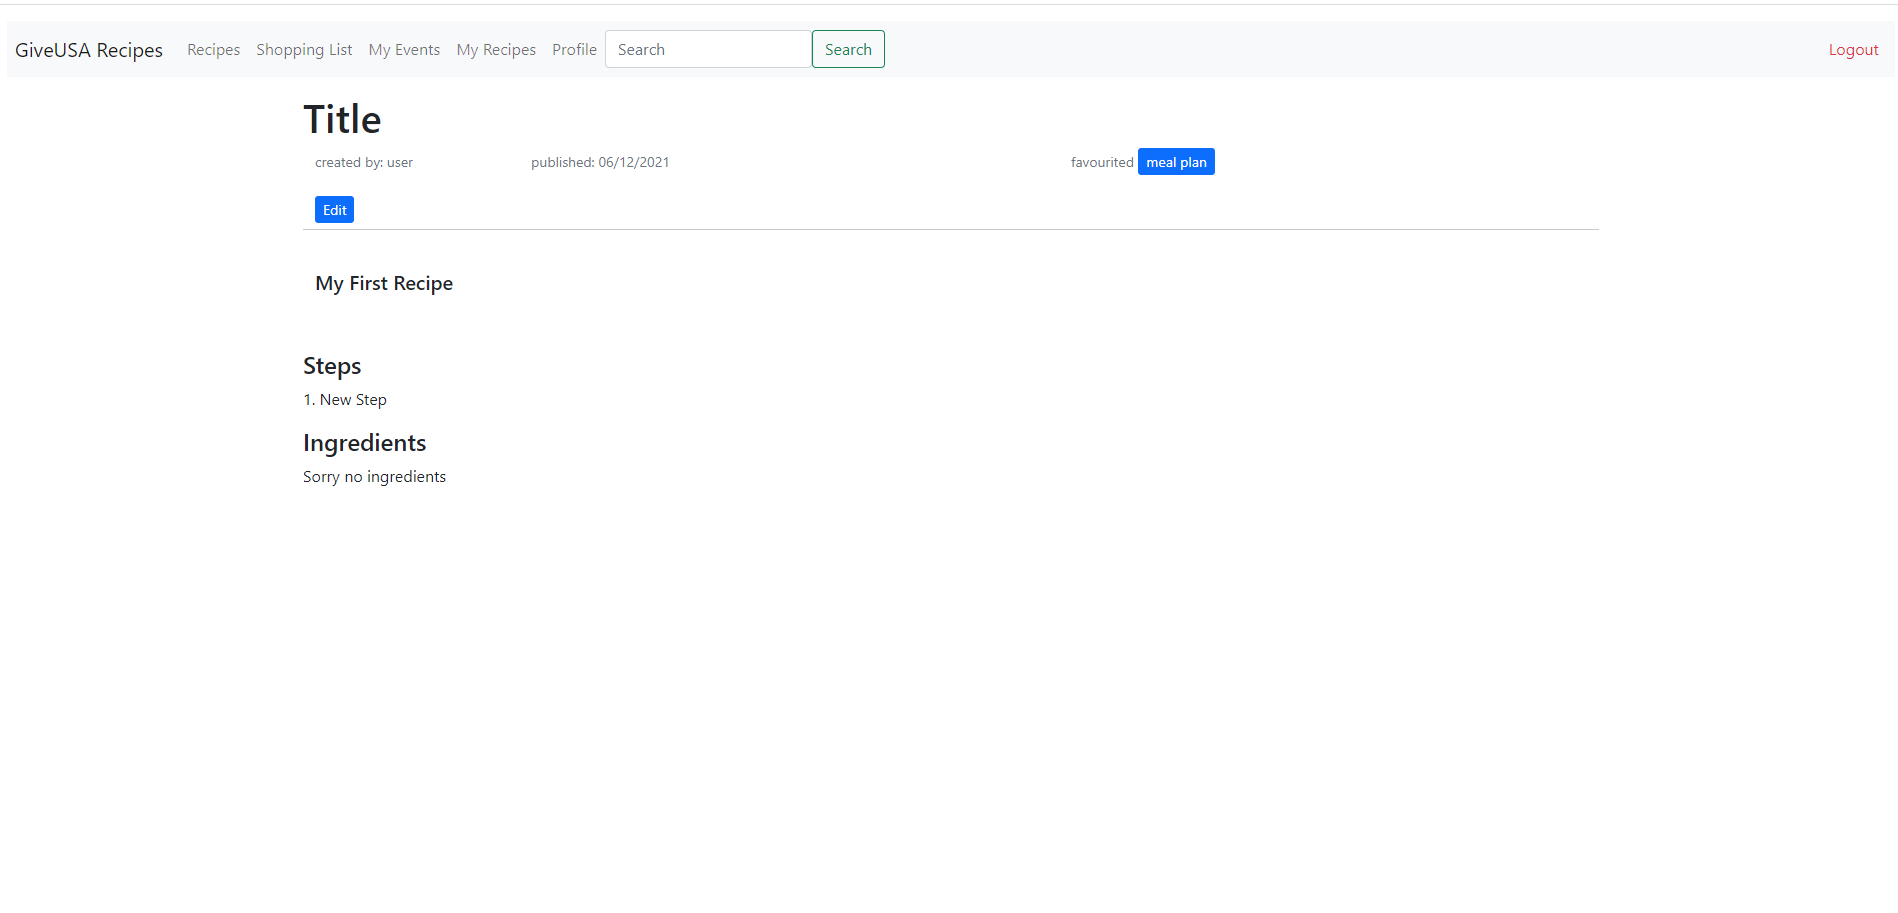 GiveUSA Recipes Recipes Shopping List My Events My Recipes Profile Search Search Logout
Title
created by: user published: 06/12/2021 favourited meal plan
Edit
My First Recipe
Steps
1. New Step
Ingredients
Sorry no ingredients